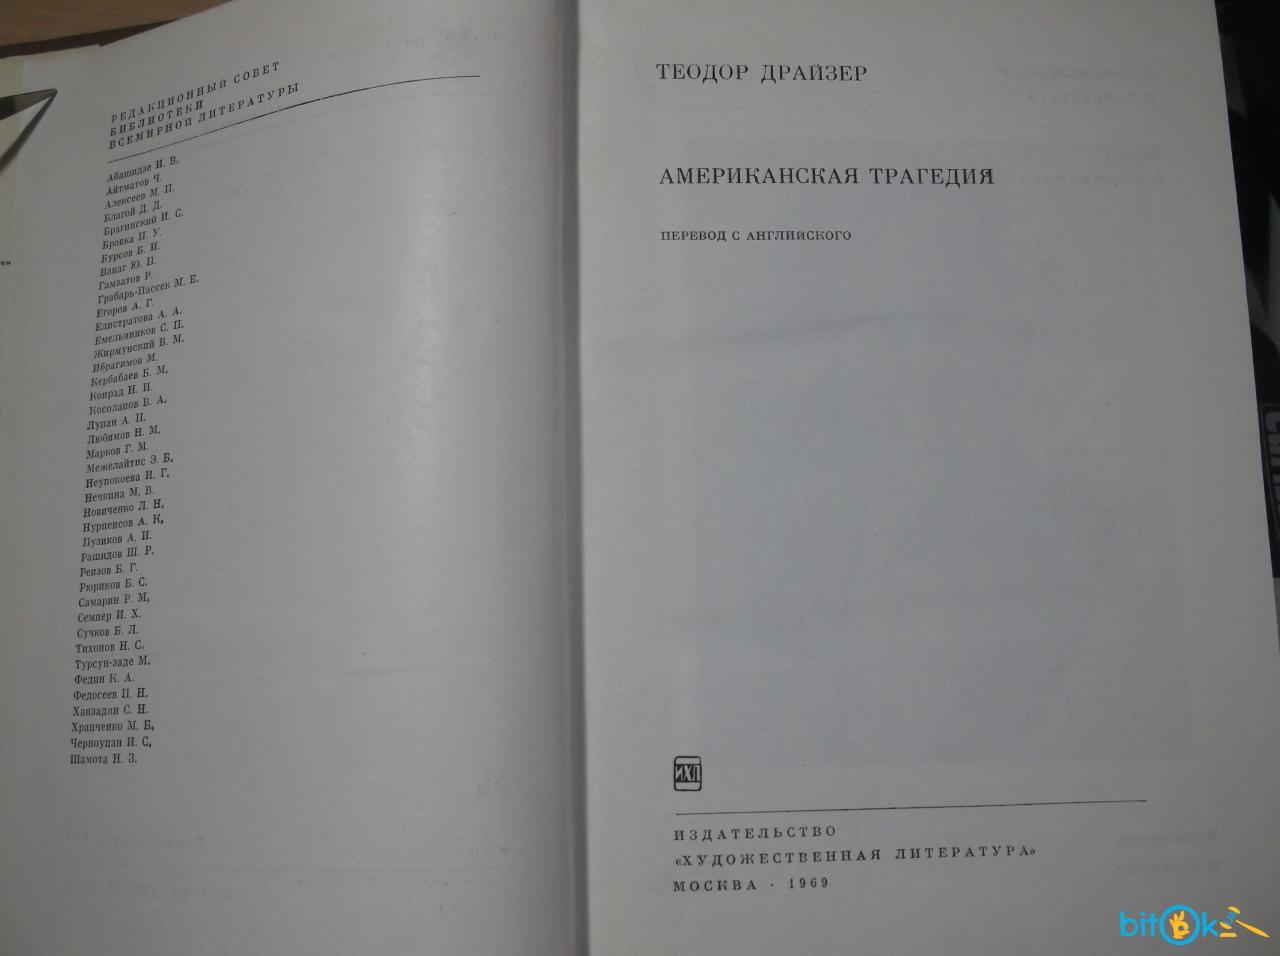 РЕДАКЦИОННЫЙ СОВЕТ
БИБЛИОТЕКИ
ВСЕМИРНОЙ ЛИТЕРАТУРЫ
Абашидзе И. В.
Айтматов Ч.
Алексеев М. П.
Благой Д. Д.
Брагинский И. С.
Бровка П. У.
Бурсов Б. И.
Ванаг Ю. П.
Гамзатов Р.
Грабарь-Пассек М. Е.
Егоров А. Г.
Елистратова А. А.
Емельянников С. П.
Жирмунский В. М.
Ибрагимов М.
Кербабаев Б. М.
Конрад Н. И.
Косолапов В. А.
Лупан А. П.
Любимов Н. М.
Марков Г. М.
Межелайтис Э. Б.
Неупокоева И. Г.
Нечкина М. В.
Новиченко Л. Н.
Нурпеисов А. К.
Пузиков А. И.
Рашидов Ш. Р.
Реизов Б. Г.
Рюриков Б. С.
Самарин Р. М.
Семпер И. Х.
Сучков Б. Л.
Тихонов Н. С.
Турсун-заде М.
Федин К. А.
Федосеев П. Н.
Ханзадян С. Н.
Храпченко М. Б.
Черноуцан И. С.
Шамота Н. З.
ТЕОДОР ДРАЙЗЕР
АМЕРИКАНСКАЯ ТРАГЕДИЯ
ПЕРЕВОД С АНГЛИЙСКОГО
ИХЛ
ИЗДАТЕЛЬСТВО
«ХУДОЖЕСТВЕННАЯ ЛИТЕРАТУРА»
МОСКВА · 1969
bitOk